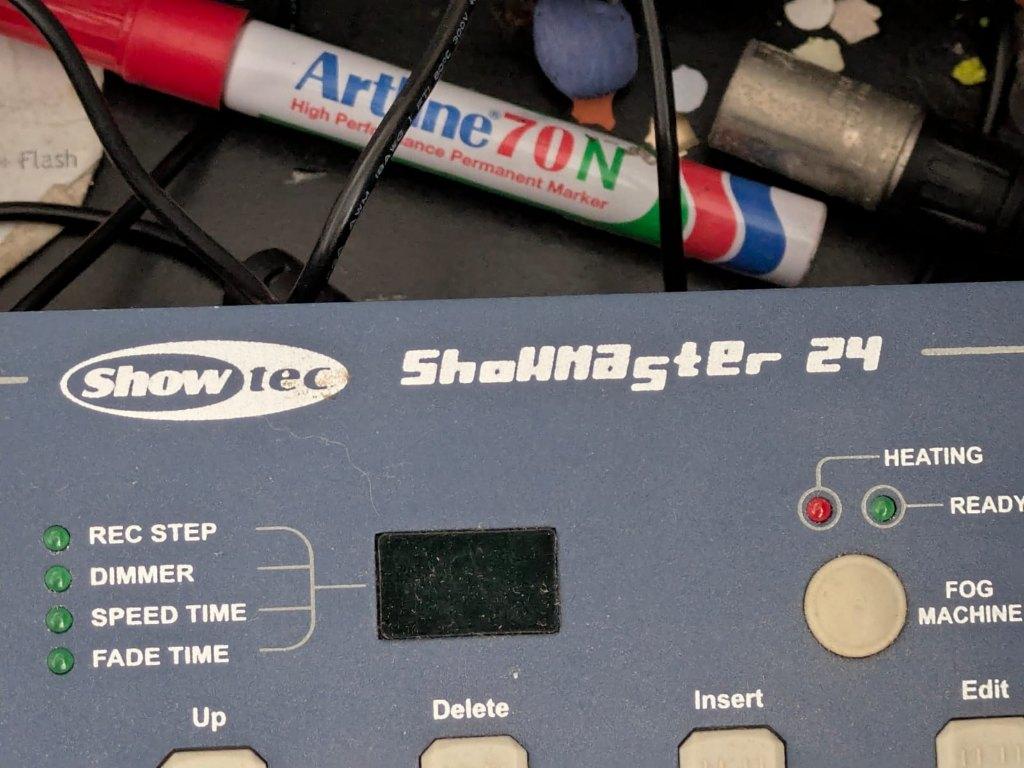 Artline® 70N
High Performance Permanent Marker
Flash
Showtec
ShowMaster 24
HEATING
READY
REC STEP
DIMMER
SPEED TIME
FADE TIME
FOG
MACHINE
Up
Delete
Insert
Edit